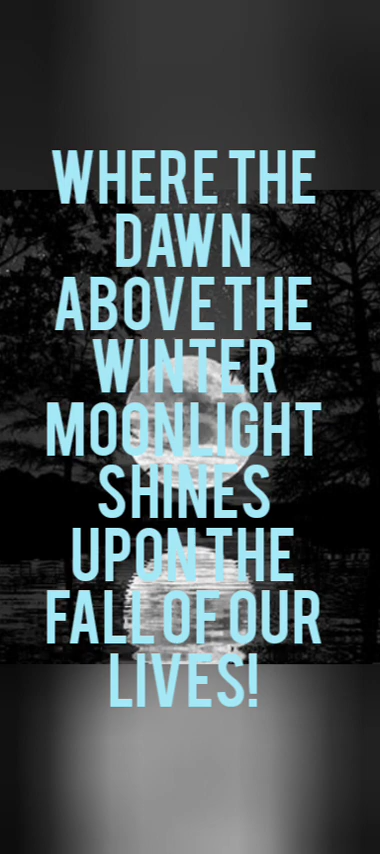 WHERE THE
DAWN
ABOVE THE
WINTER
MOONLIGHT
SHINES
UPON THE
FALL OF OUR
LIVES!